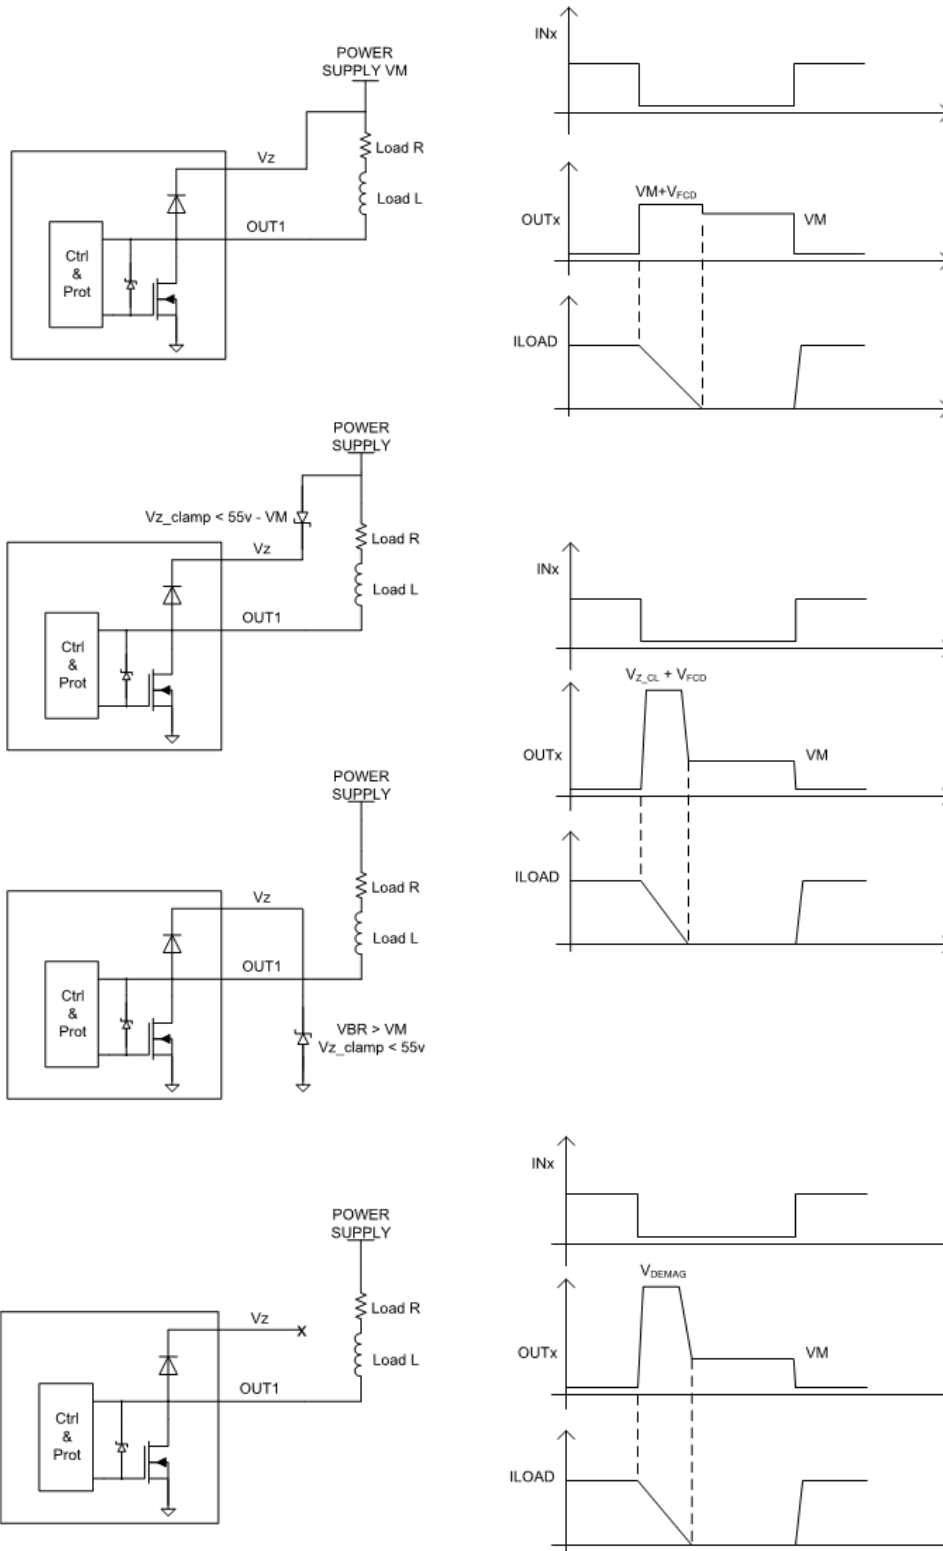 POWER
SUPPLY VM
Load R
Vz
Load L
OUT1
Ctrl
&
Prot
INx
VM+VFCD
OUTx
VM
ILOAD
POWER
SUPPLY
Vz_clamp < 55v - VM
Load R
Vz
Load L
OUT1
Ctrl
&
Prot
INx
VZ_CL + VFCD
OUTx
VM
ILOAD
POWER
SUPPLY
Load R
Vz
Load L
OUT1
Ctrl
&
Prot
VBR > VM
Vz_clamp < 55v
POWER
SUPPLY
Vz
Load R
Load L
OUT1
Ctrl
&
Prot
INx
VDEMAG
OUTx
VM
ILOAD